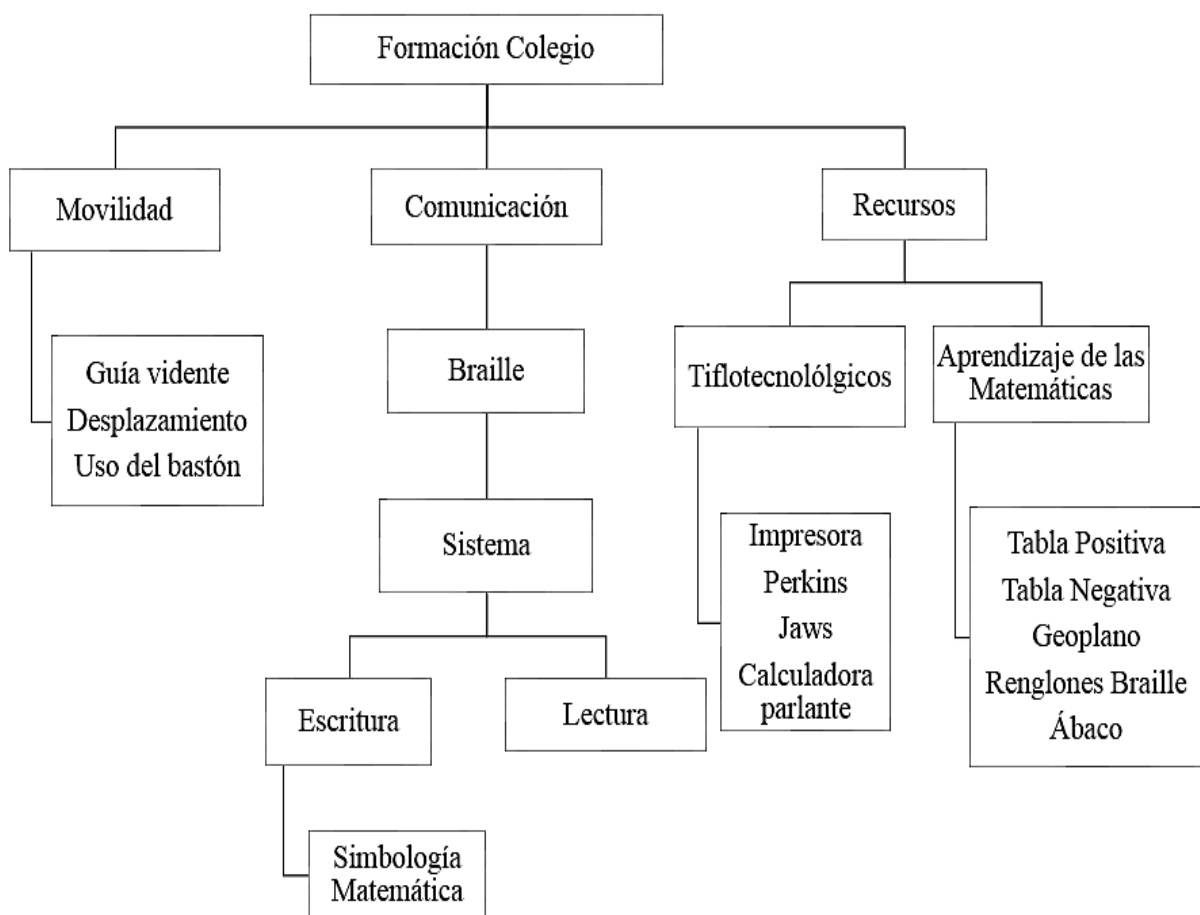 Formación Colegio
Movilidad
Comunicación
Recursos
Guía vidente
Desplazamiento
Uso del bastón
Braille
Tiflotecnolólgicos
Aprendizaje de las
Matemáticas
Sistema
Impresora
Perkins
Jaws
Calculadora
parlante
Tabla Positiva
Tabla Negativa
Geoplano
Renglones Braille
Ábaco
Escritura
Lectura
Simbología
Matemática